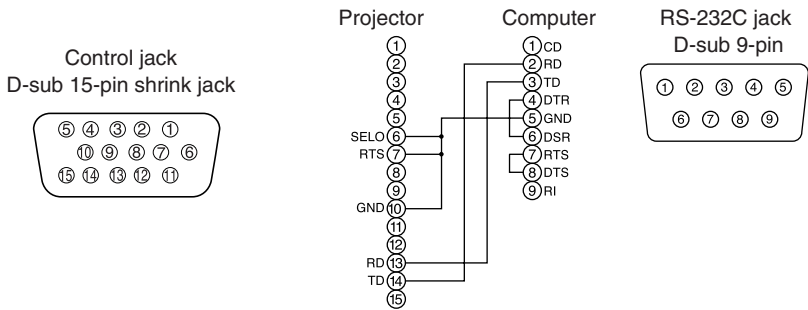 Control jack
D-sub 15-pin shrink jack
⑤ ④ ③ ② ①
⑩ ⑨ ⑧ ⑦ ⑥
⑮ ⑭ ⑬ ⑫ ⑪
Projector
①
②
③
④
⑤
SELO ⑥
RTS ⑦
⑧
⑨
GND ⑩
⑪
⑫
RD ⑬
TD ⑭
⑮
Computer
① CD
② RD
③ TD
④ DTR
⑤ GND
⑥ DSR
⑦ RTS
⑧ DTS
⑨ RI
RS-232C jack
D-sub 9-pin
① ② ③ ④ ⑤
⑥ ⑦ ⑧ ⑨